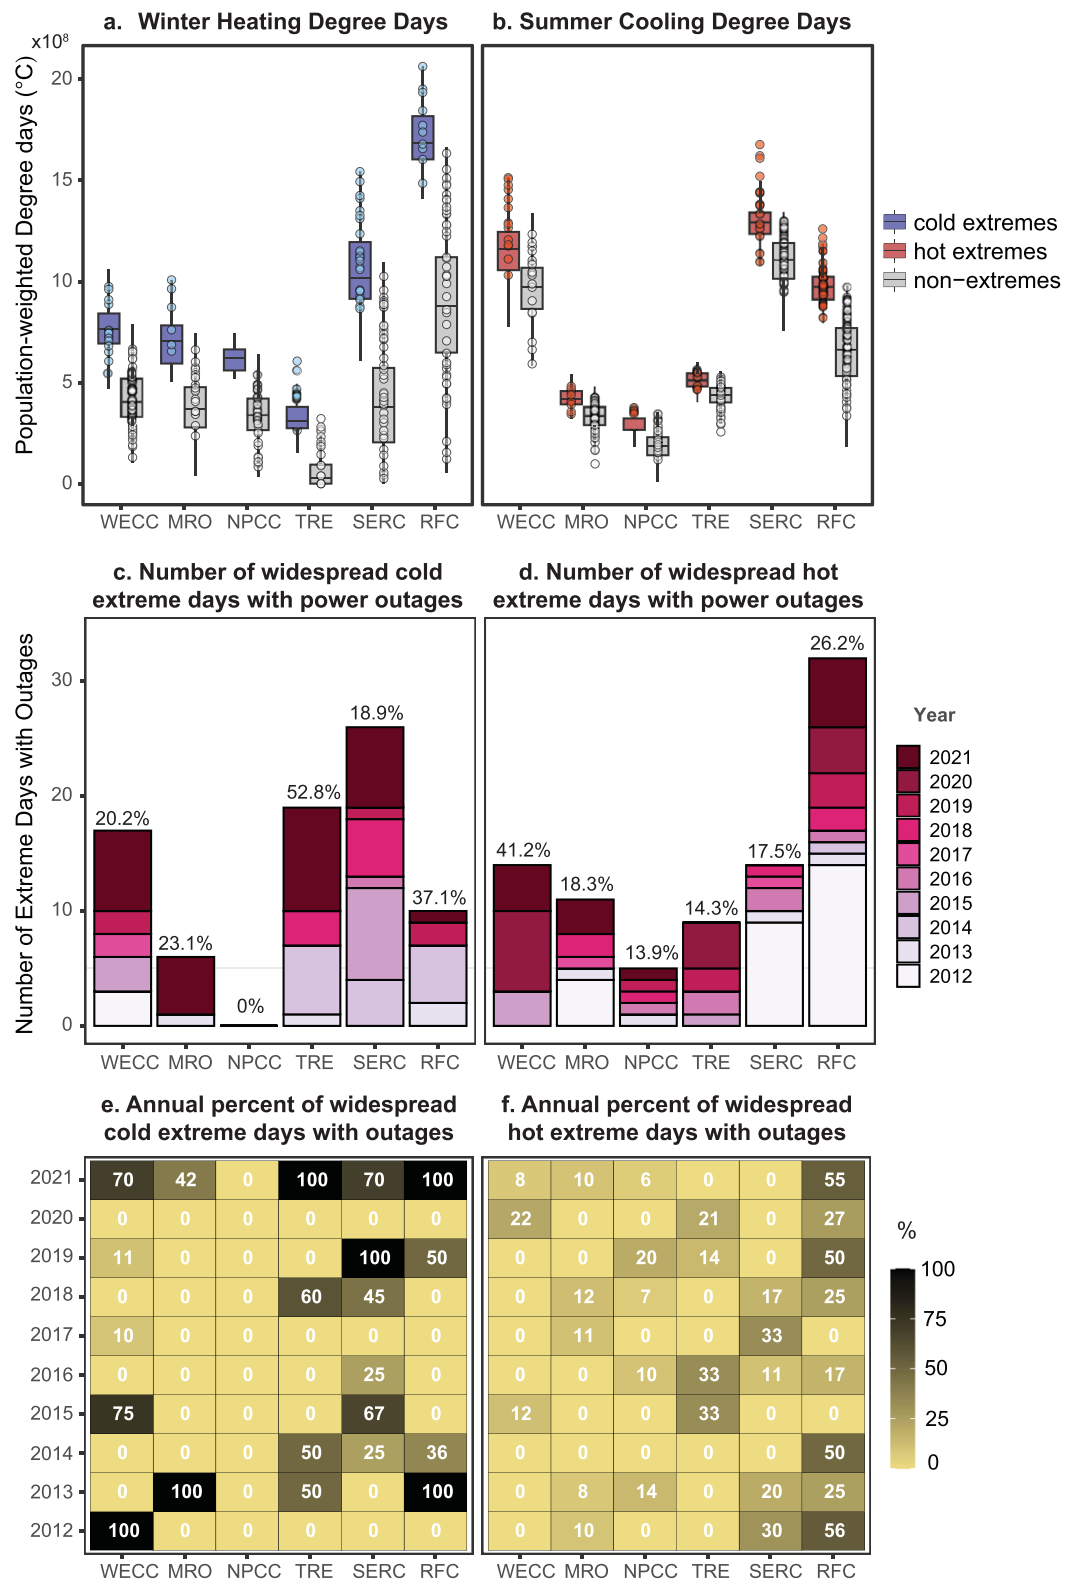 a. Winter Heating Degree Days
b. Summer Cooling Degree Days
x10⁸
Population-weighted Degree days (°C)
20
15
10
5
0
WECC MRO NPCC TRE SERC RFC
WECC MRO NPCC TRE SERC RFC
cold extremes
hot extremes
non−extremes
c. Number of widespread cold
extreme days with power outages
d. Number of widespread hot
extreme days with power outages
Number of Extreme Days with Outages
30
20
10
0
20.2%
23.1%
0%
52.8%
18.9%
37.1%
41.2%
18.3%
13.9%
14.3%
17.5%
26.2%
WECC MRO NPCC TRE SERC RFC
WECC MRO NPCC TRE SERC RFC
Year
2021
2020
2019
2018
2017
2016
2015
2014
2013
2012
e. Annual percent of widespread
cold extreme days with outages
f. Annual percent of widespread
hot extreme days with outages
2021 70 42 0 100 70 100 8 10 6 0 0 55
2020 0 0 0 0 0 0 22 0 0 21 0 27
2019 11 0 0 0 100 50 0 0 20 14 0 50
2018 0 0 0 60 45 0 0 12 7 0 17 25
2017 10 0 0 0 0 0 0 11 0 0 33 0
2016 0 0 0 0 25 0 0 0 10 33 11 17
2015 75 0 0 0 67 0 12 0 0 33 0 0
2014 0 0 0 50 25 36 0 0 0 0 0 50
2013 0 100 0 50 0 100 0 8 14 0 20 25
2012 100 0 0 0 0 0 0 10 0 0 30 56
WECC MRO NPCC TRE SERC RFC
WECC MRO NPCC TRE SERC RFC
%
100
75
50
25
0